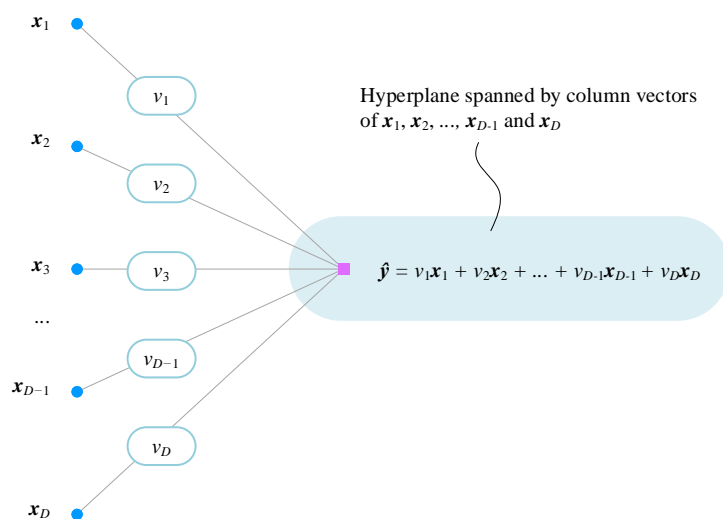 x1
v1
Hyperplane spanned by column vectors
of x1, x2, ..., xD-1 and xD
x2
v2
x3
v3
ŷ = v1x1 + v2x2 + ... + vD-1xD-1 + vDxD
...
vD−1
xD−1
vD
xD